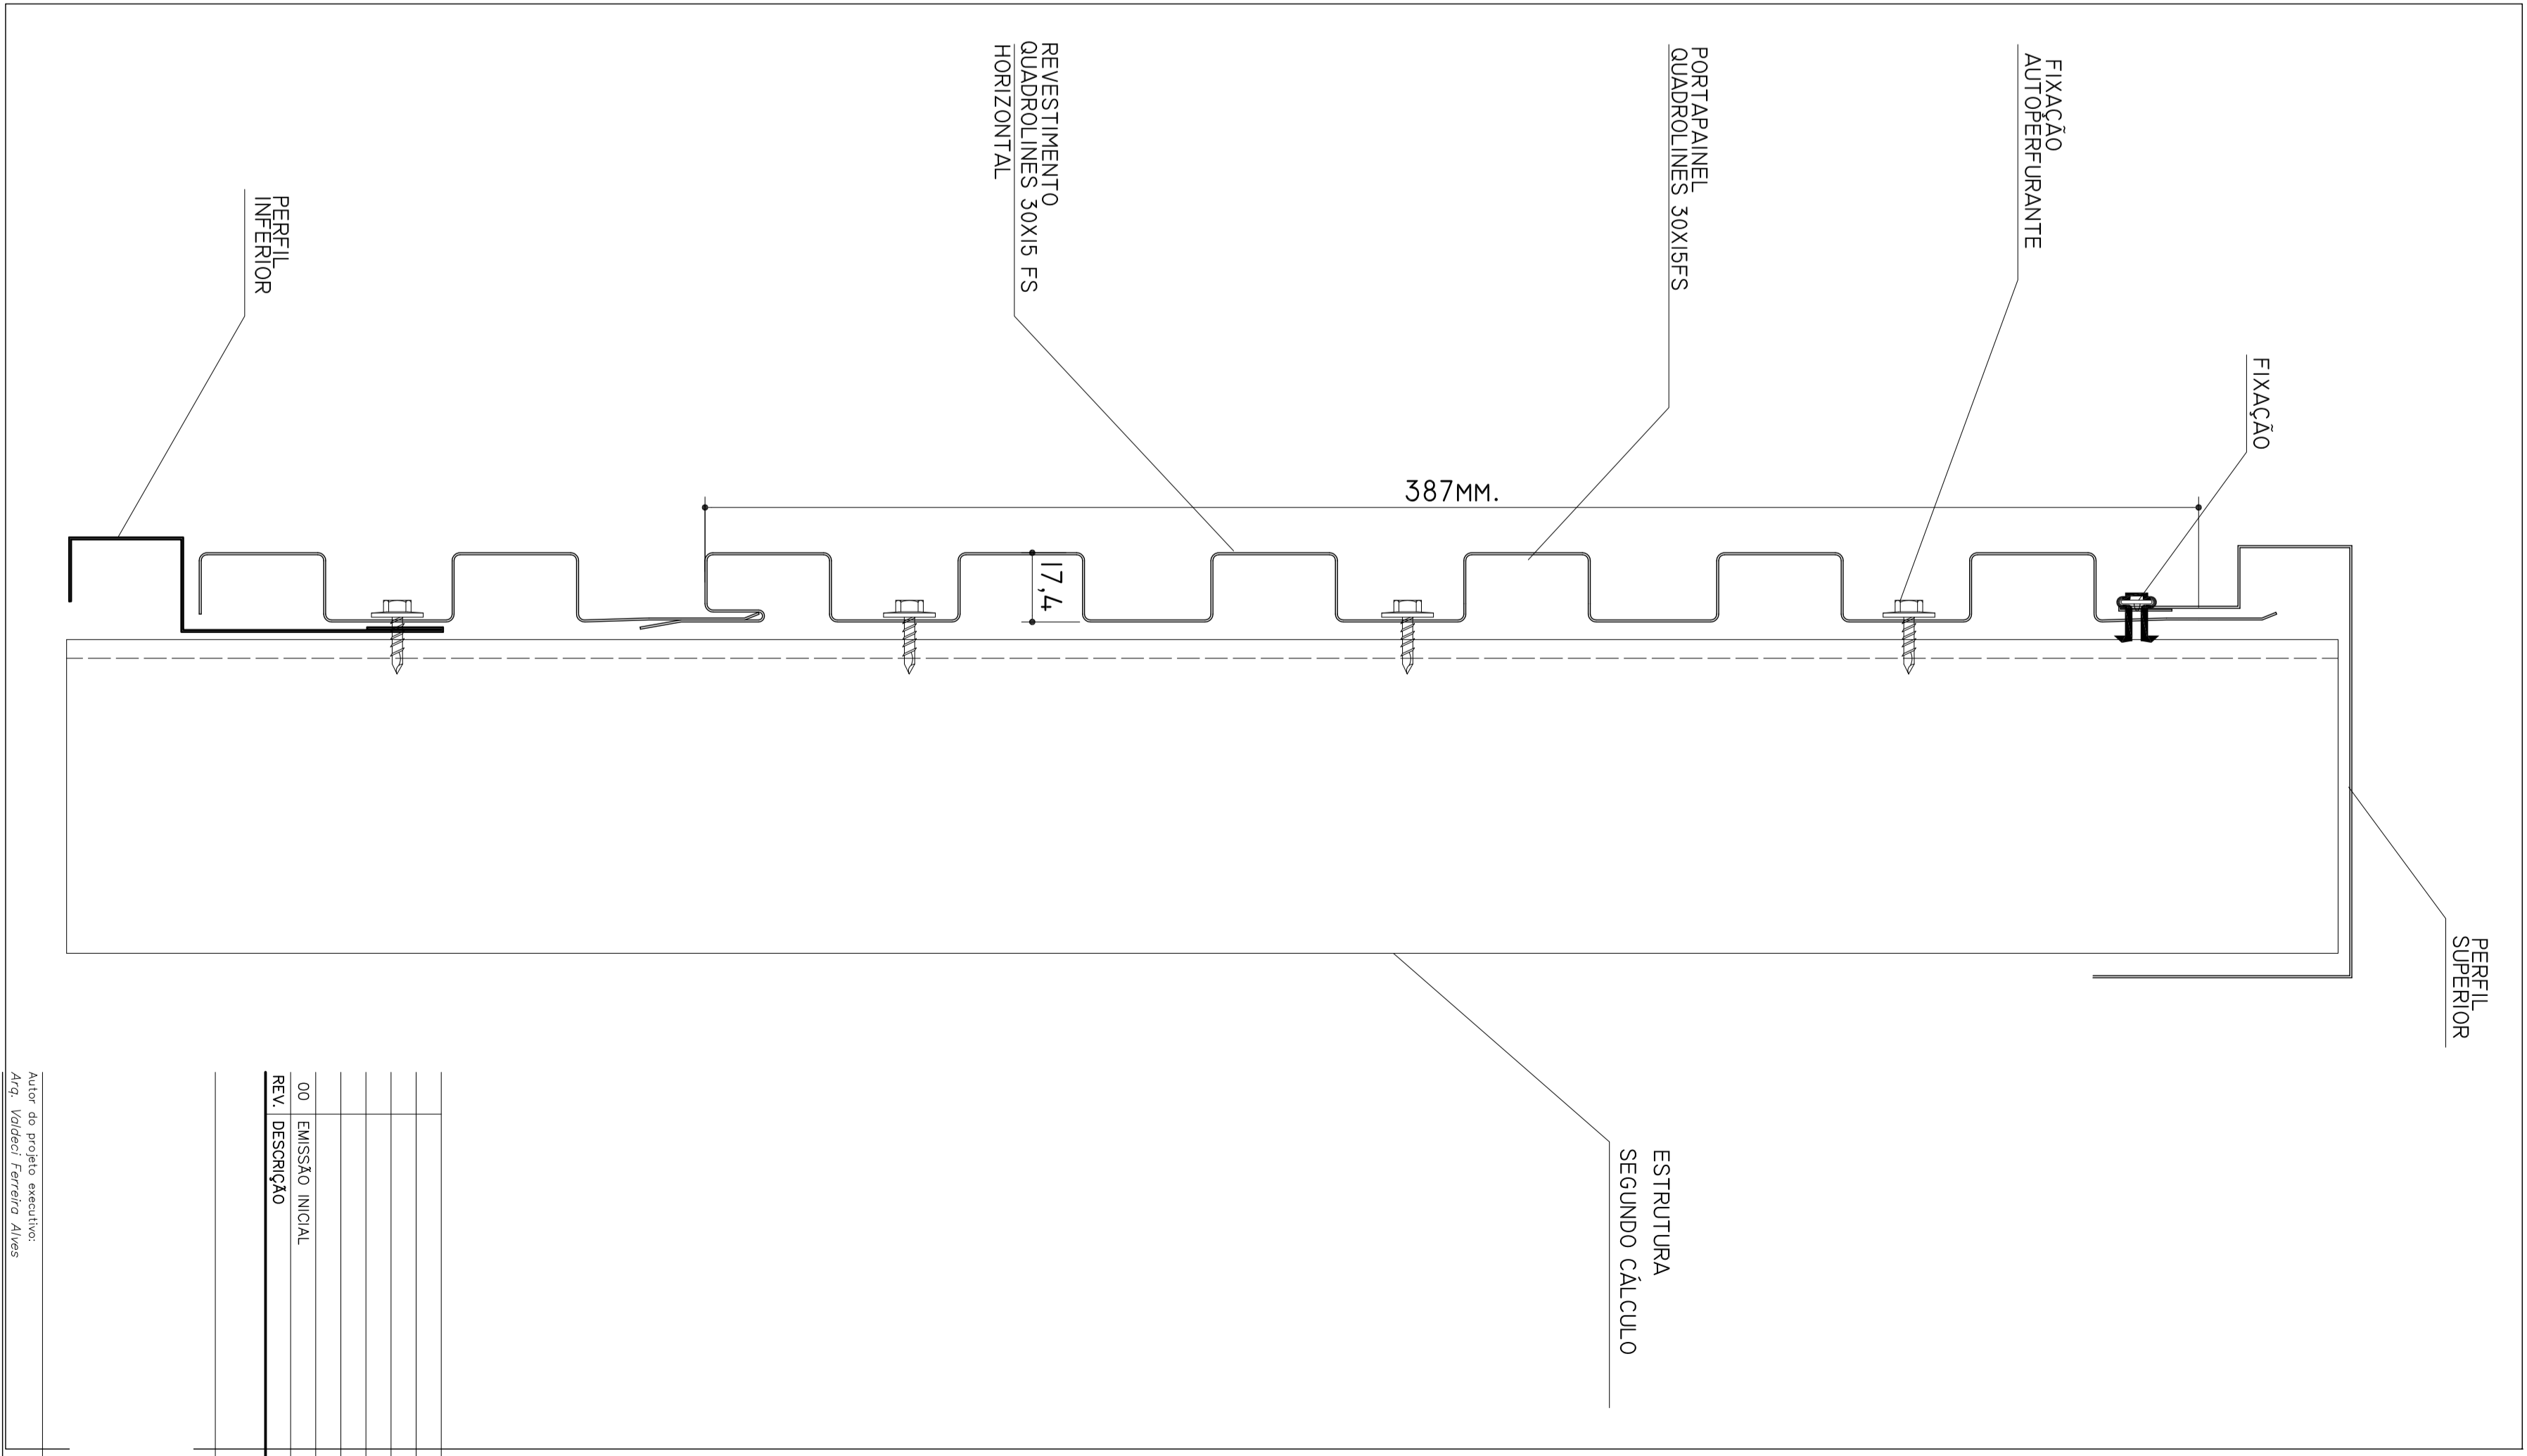 PERFIL
SUPERIOR
FIXAÇÃO
FIXAÇÃO
AUTOPERFURANTE
PORTAPAINEL
QUADROLINES 30X15FS
387MM.
REVESTIMENTO
QUADROLINES 30X15 FS
HORIZONTAL
17,4
PERFIL
INFERIOR
ESTRUTURA
SEGUNDO CÁLCULO
00 EMISSÃO INICIAL
REV. DESCRIÇÃO
Autor do projeto executivo:
Arq. Valdeci Ferreira Alves